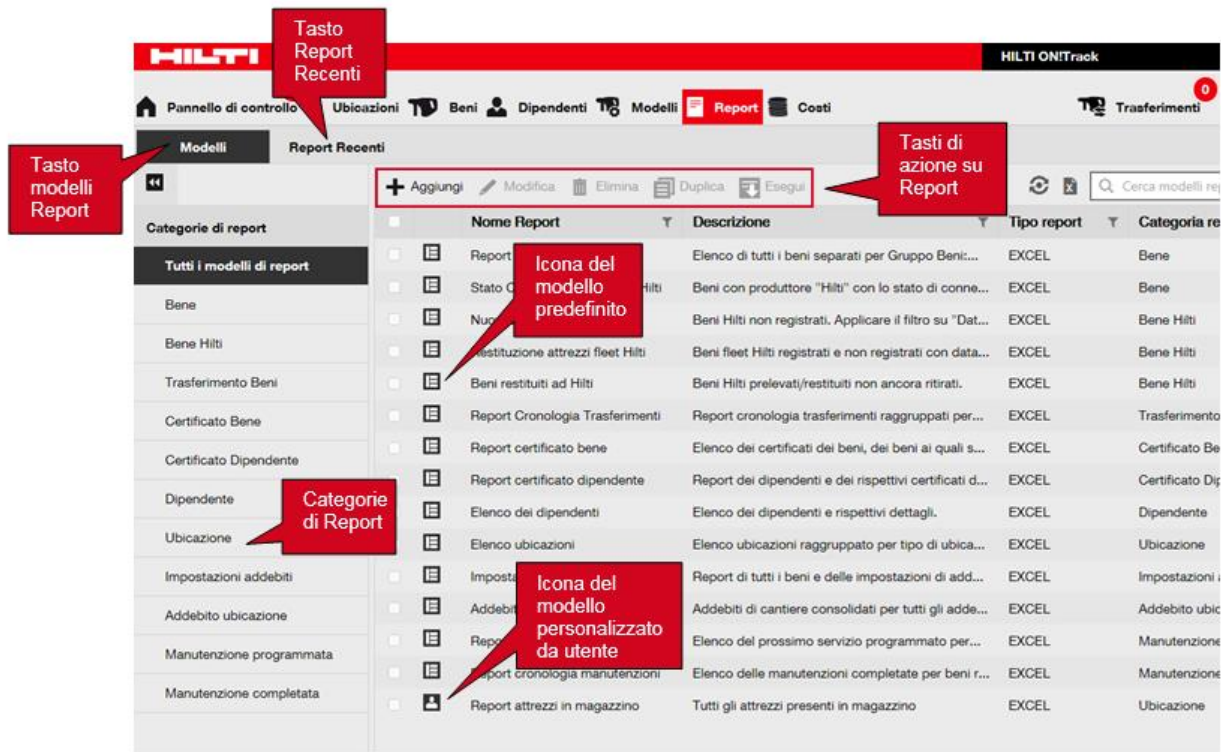 Tasto
Report
Recenti
HILTI
HILTI ON!Track
Pannello di controllo Ubicazioni Beni Dipendenti Modelli Report Costi 0 Trasferimenti
Modelli Report Recenti
Tasto
modelli
Report
Tasti di
azione su
Report
Aggiungi Modifica Elimina Duplica Esegui Cerca modelli
Categorie di report Nome Report Descrizione Tipo report Categoria re
Tutti i modelli di report
Bene
Bene Hilti
Trasferimento Beni
Certificato Bene
Certificato Dipendente
Dipendente
Ubicazione
Impostazioni addebiti
Addebito ubicazione
Manutenzione programmata
Manutenzione completata
Icona del
modello
predefinito
Categorie
di Report
Icona del
modello
personalizzato
da utente
Report Elenco di tutti i beni separati per Gruppo Beni:... EXCEL Bene
Stato Hilti Beni con produttore "Hilti" con lo stato di conne... EXCEL Bene
Beni Hilti non registrati. Applicare il filtro su "Dat... EXCEL Bene Hilti
attrezzi fleet Hilti Beni fleet Hilti registrati e non registrati con data... EXCEL Bene Hilti
Beni restituiti ad Hilti Beni Hilti prelevati/restituiti non ancora ritirati. EXCEL Bene Hilti
Report Cronologia Trasferimenti Report cronologia trasferimenti raggruppati per... EXCEL Trasferimento
Report certificato bene Elenco dei certificati dei beni, dei beni ai quali s... EXCEL Certificato Be
Report certificato dipendente Report dei dipendenti e dei rispettivi certificati d... EXCEL Certificato Dip
Elenco dei dipendenti Elenco dei dipendenti e rispettivi dettagli. EXCEL Dipendente
Elenco ubicazioni Elenco ubicazioni raggruppato per tipo di ubica... EXCEL Ubicazione
Report di tutti i beni e delle impostazioni di add... EXCEL Impostazioni
Addebiti di cantiere consolidati per tutti gli adde... EXCEL Addebito ubic
Elenco del prossimo servizio programmato per... EXCEL Manutenzione
cronologia manutenzioni Elenco delle manutenzioni completate per beni r... EXCEL Manutenzione
Report attrezzi in magazzino Tutti gli attrezzi presenti in magazzino EXCEL Ubicazione